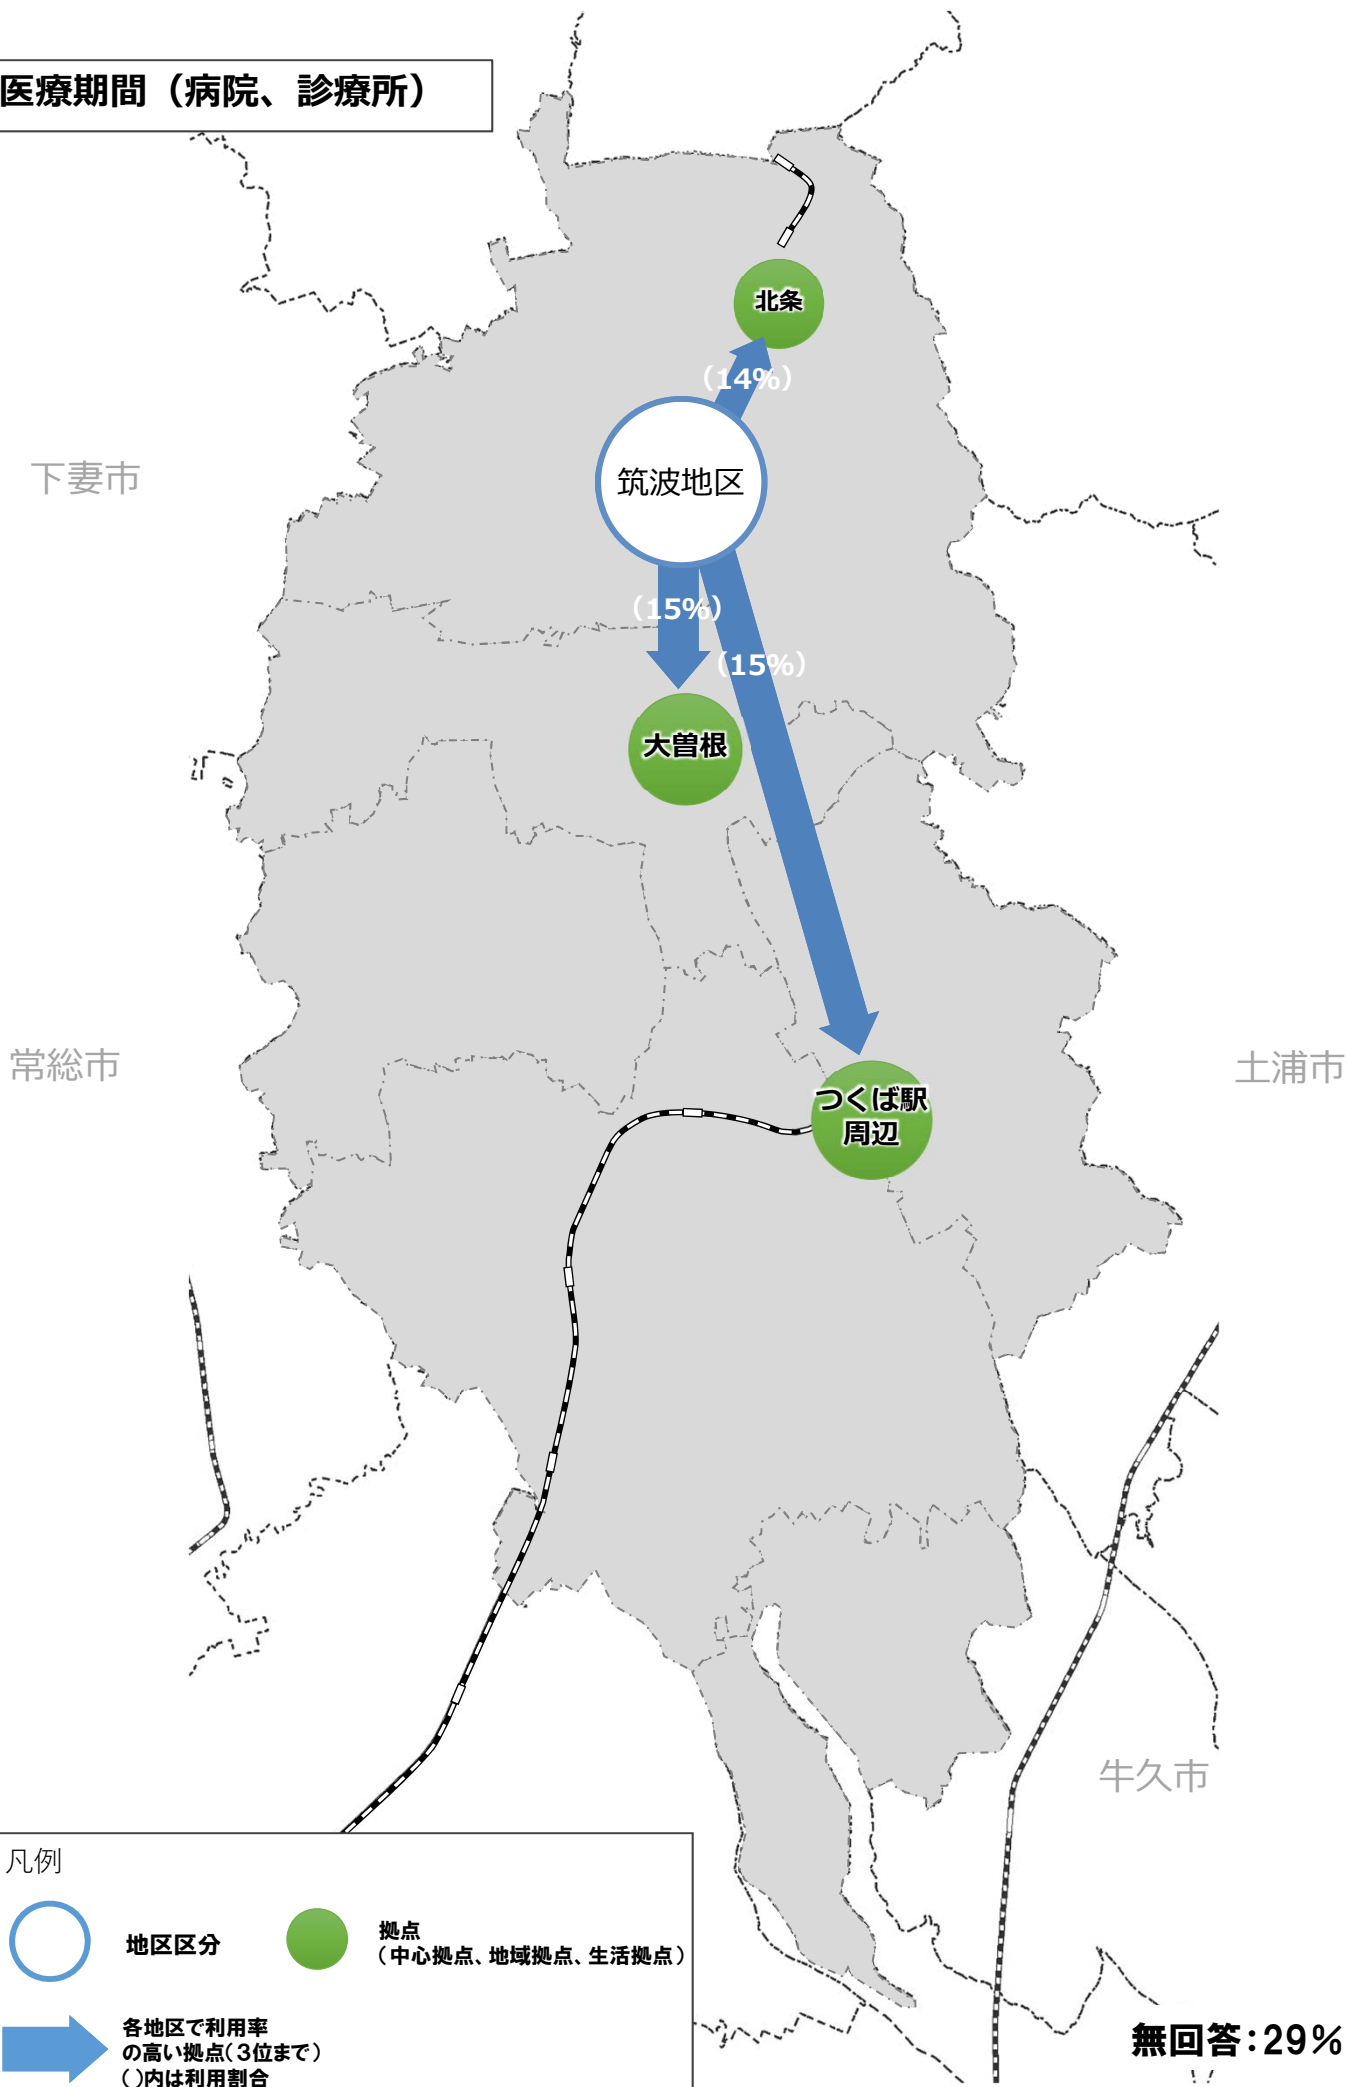 医療期間（病院、診療所）
北条
（14%）
下妻市
筑波地区
（15%）
（15%）
大曽根
常総市
土浦市
つくば駅
周辺
牛久市
凡例
地区区分
拠点
（中心拠点、地域拠点、生活拠点）
各地区で利用率
の高い拠点（3位まで）
（）内は利用割合
無回答：29%